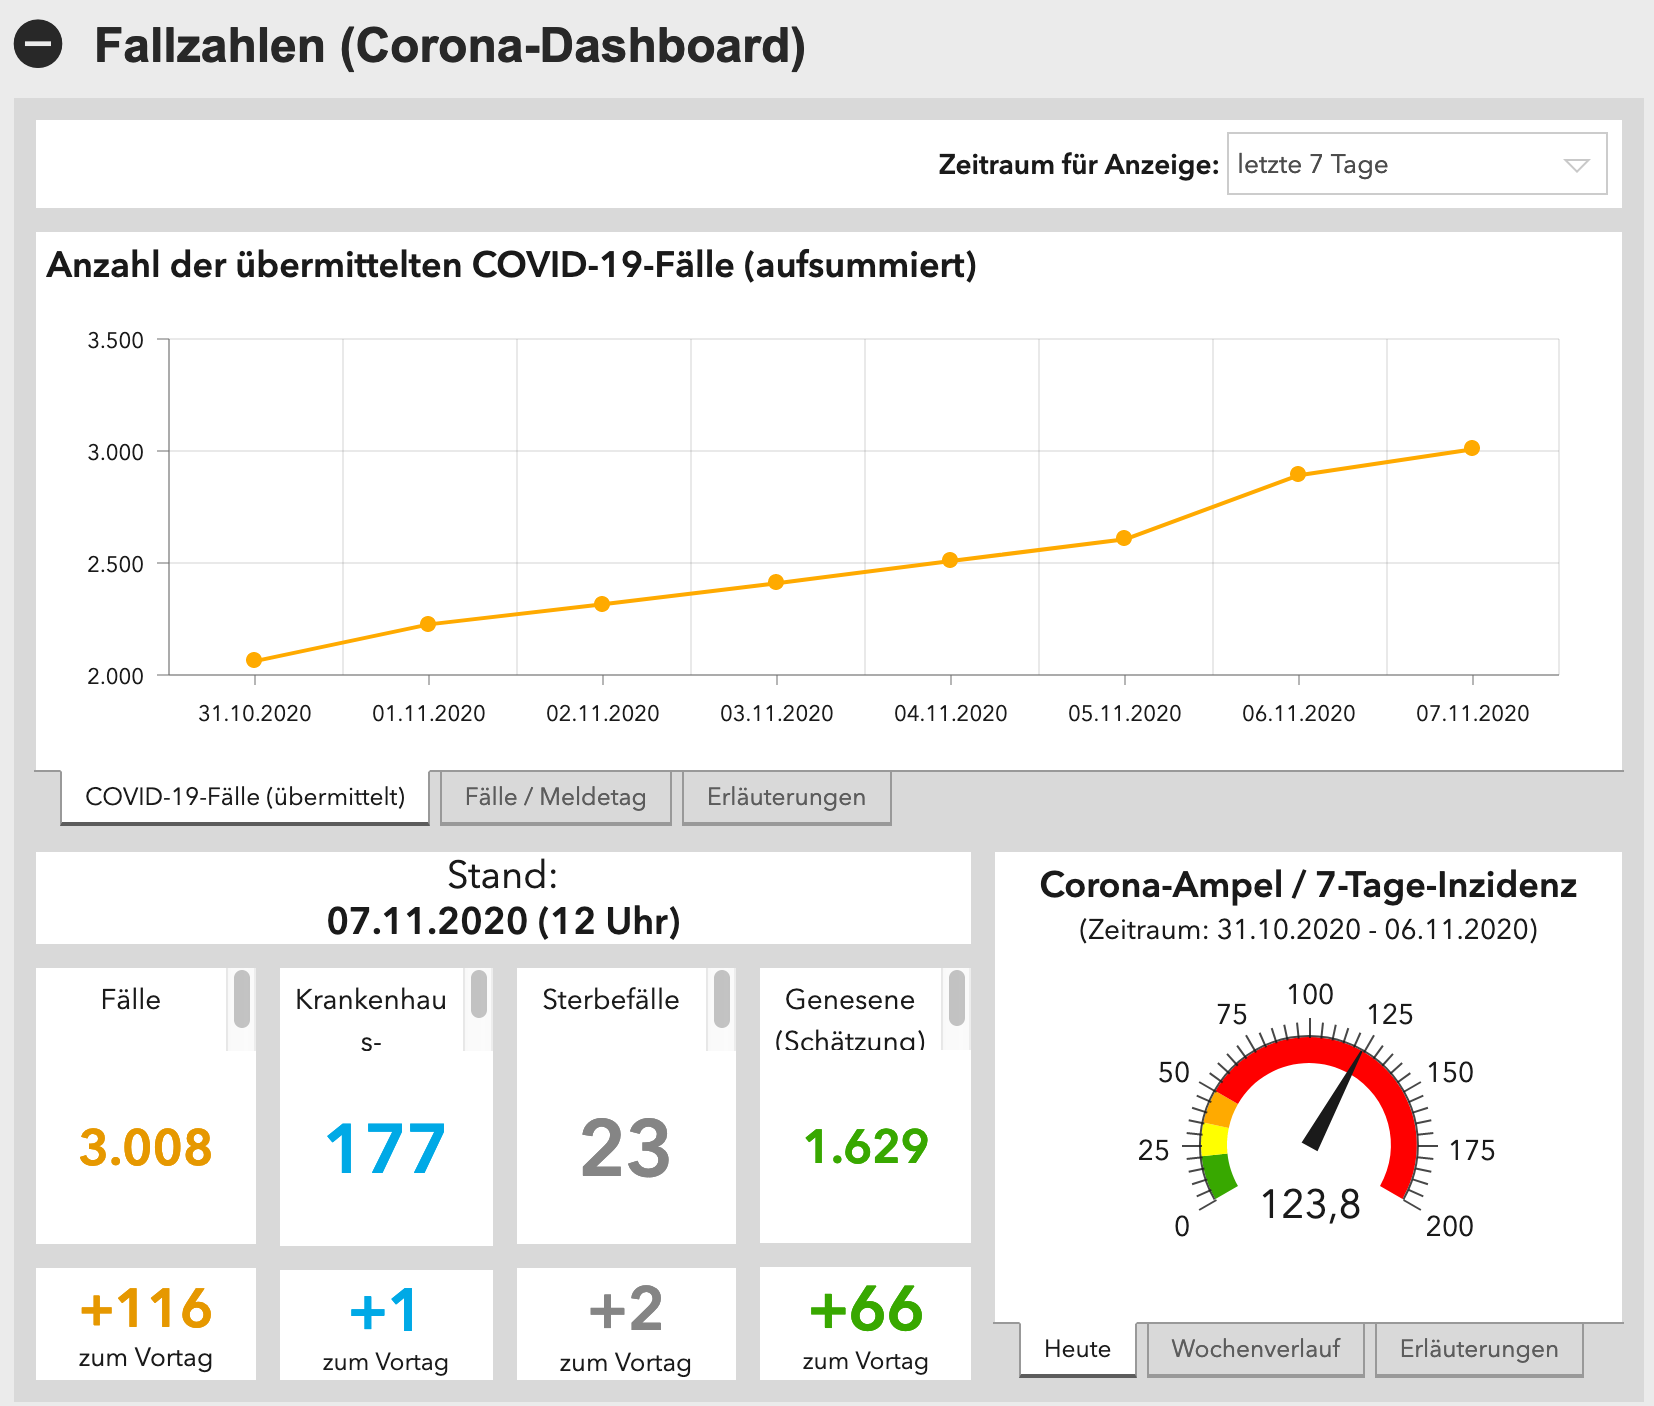 Fallzahlen (Corona-Dashboard)
Zeitraum für Anzeige: letzte 7 Tage
Anzahl der übermittelten COVID-19-Fälle (aufsummiert)
3.500
3.000
2.500
2.000
31.10.2020 01.11.2020 02.11.2020 03.11.2020 04.11.2020 05.11.2020 06.11.2020 07.11.2020
COVID-19-Fälle (übermittelt) Fälle / Meldetag Erläuterungen
Stand:
07.11.2020 (12 Uhr)
Fälle
3.008
+116
zum Vortag
Krankenhau
s-
177
+1
zum Vortag
Sterbefälle
23
+2
zum Vortag
Genesene
(Schätzung)
1.629
+66
zum Vortag
Corona-Ampel / 7-Tage-Inzidenz
(Zeitraum: 31.10.2020 - 06.11.2020)
0
25
50
75
100
125
150
175
200
123,8
Heute Wochenverlauf Erläuterungen